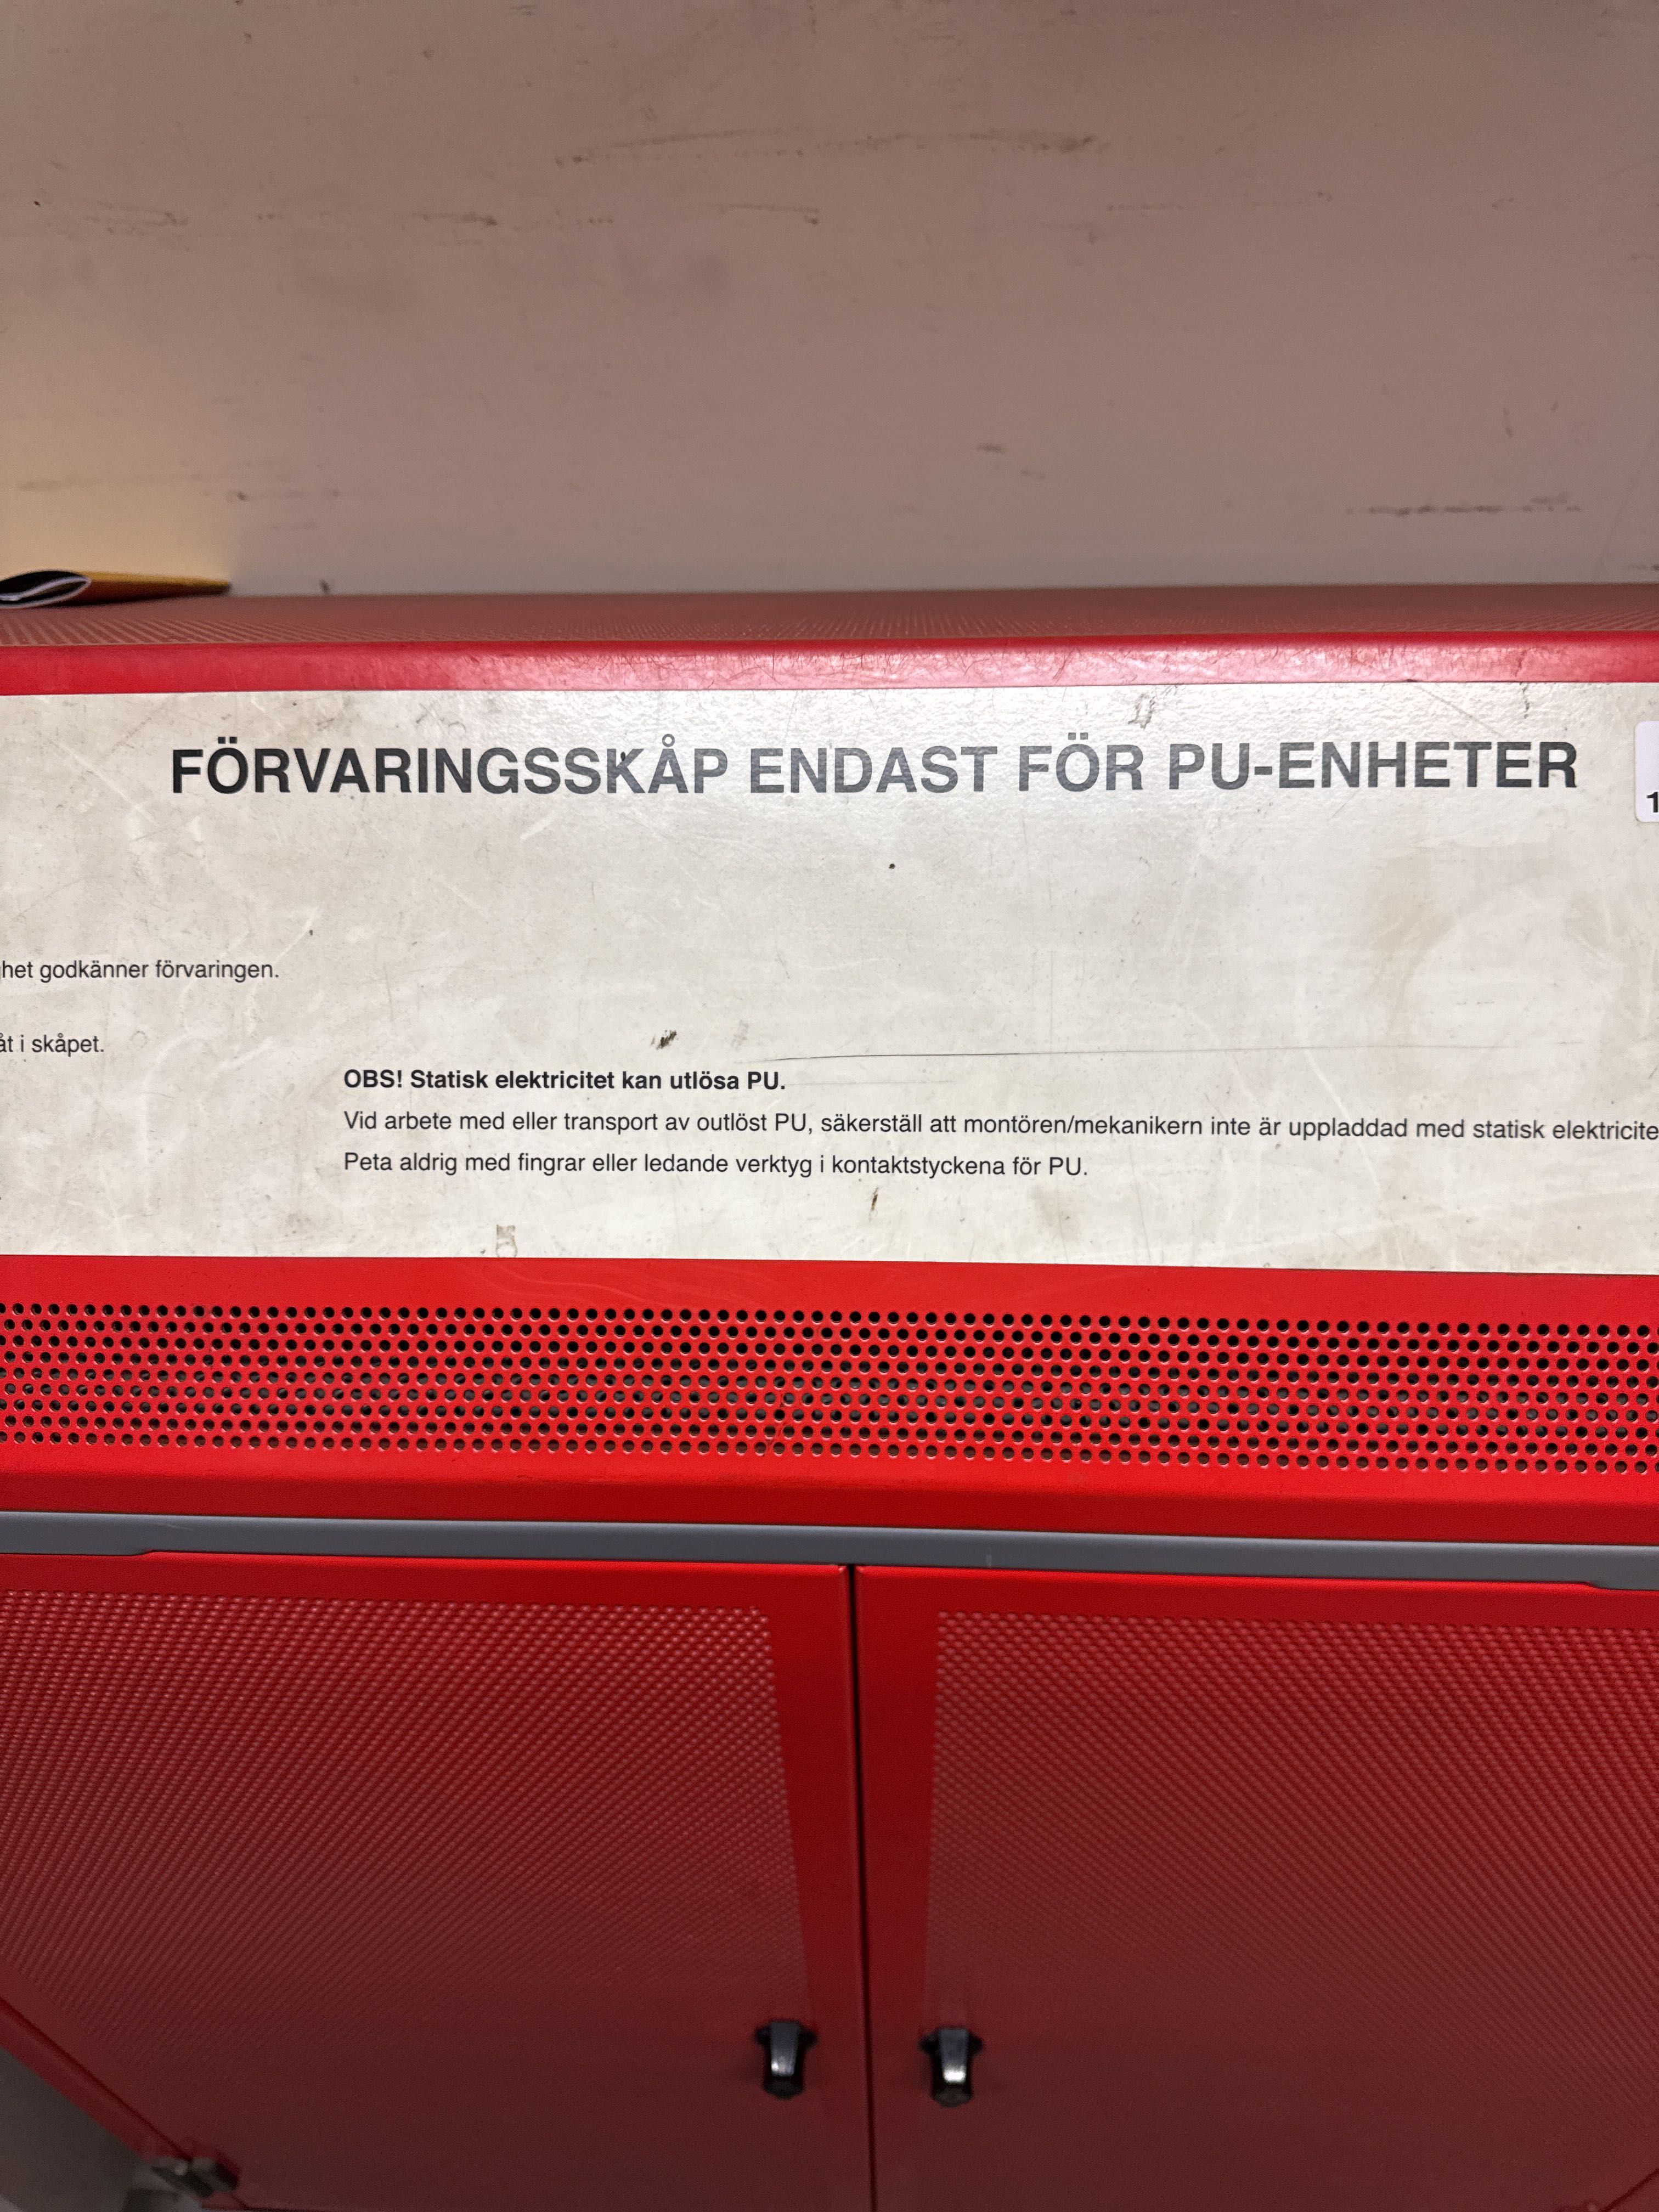 FÖRVARINGSSKÅP ENDAST FÖR PU-ENHETER
1
godkänner förvaringen.
i skåpet.
OBS! Statisk elektricitet kan utlösa PU.
Vid arbete med eller transport av outlöst PU, säkerställ att montören/mekanikern inte är uppladdad med statisk elektricite
Peta aldrig med fingrar eller ledande verktyg i kontaktstyckena för PU.